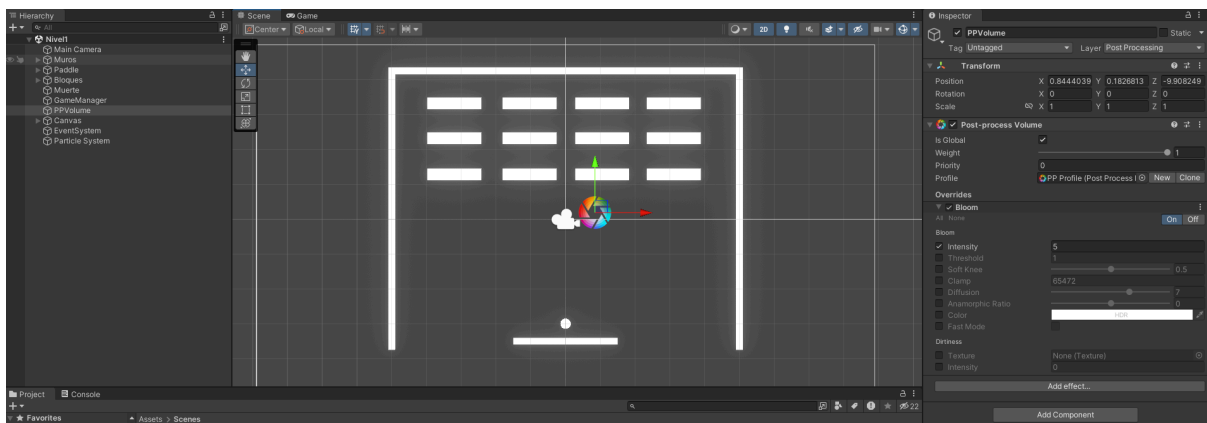 Hierarchy
All
Nivel1
Main Camera
Muros
Paddle
Bloques
Muerte
GameManager
PPVolume
Canvas
EventSystem
Particle System
Scene Game
Center Local 2D
Project Console
22
Favorites Assets > Scenes
Inspector
PPVolume Static
Tag Untagged Layer Post Processing
Transform
Position X 0.8444039 Y 0.1826813 Z -9.908249
Rotation X 0 Y 0 Z 0
Scale X 1 Y 1 Z 1
Post-process Volume
Is Global
Weight 1
Priority 0
Profile PP Profile (Post Process New Clone
Overrides
Bloom
All None On Off
Bloom
Intensity 5
Threshold 1
Soft Knee 0.5
Clamp 65472
Diffusion 7
Anamorphic Ratio 0
Color HDR
Fast Mode
Dirtiness
Texture None (Texture)
Intensity 0
Add effect...
Add Component